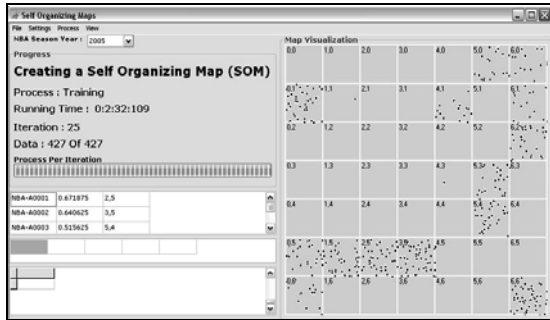 Self Organizing Maps
File Settings Process View
NBA Season Year : 2005
Progress
Creating a Self Organizing Map (SOM)
Process : Training
Running Time : 0:2:32:109
Iteration : 25
Data : 427 Of 427
Process Per Iteration
NBA-A0001 0.671875 2,5
NBA-A0002 0.640625 3,5
NBA-A0003 0.515625 5,4
Map Visualization
0,0 1,0 2,0 3,0 4,0 5,0 6,0
0,1 1,1 2,1 3,1 4,1 5,1 6,1
0,2 1,2 2,2 3,2 4,2 5,2 6,2
0,3 1,3 2,3 3,3 4,3 5,3 6,3
0,4 1,4 2,4 3,4 4,4 5,4 6,4
0,5 1,5 2,5 3,5 4,5 5,5 6,5
0,6 1,6 2,6 3,6 4,6 5,6 6,6